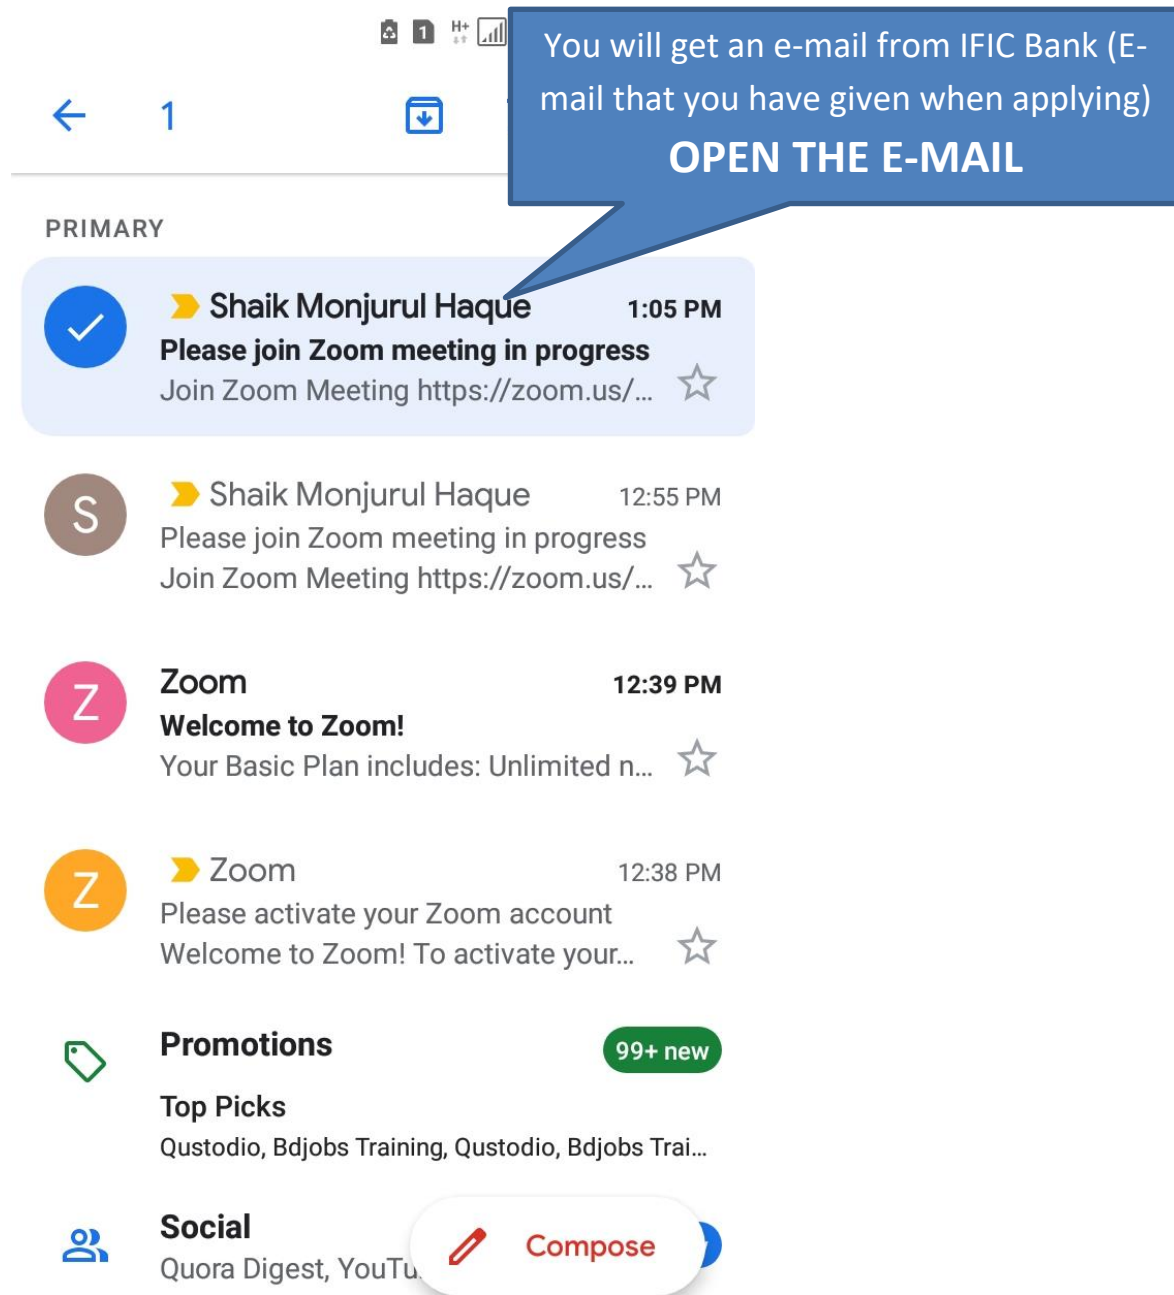 1 H+
You will get an e-mail from IFIC Bank (E-
mail that you have given when applying)
OPEN THE E-MAIL
1
PRIMARY
Shaik Monjurul Haque 1:05 PM
Please join Zoom meeting in progress
Join Zoom Meeting https://zoom.us/...
S
Shaik Monjurul Haque 12:55 PM
Please join Zoom meeting in progress
Join Zoom Meeting https://zoom.us/...
Z
Zoom 12:39 PM
Welcome to Zoom!
Your Basic Plan includes: Unlimited n...
Z
Zoom 12:38 PM
Please activate your Zoom account
Welcome to Zoom! To activate your...
Promotions 99+ new
Top Picks
Qustodio, Bdjobs Training, Qustodio, Bdjobs Trai...
Social
Quora Digest, YouTu
Compose